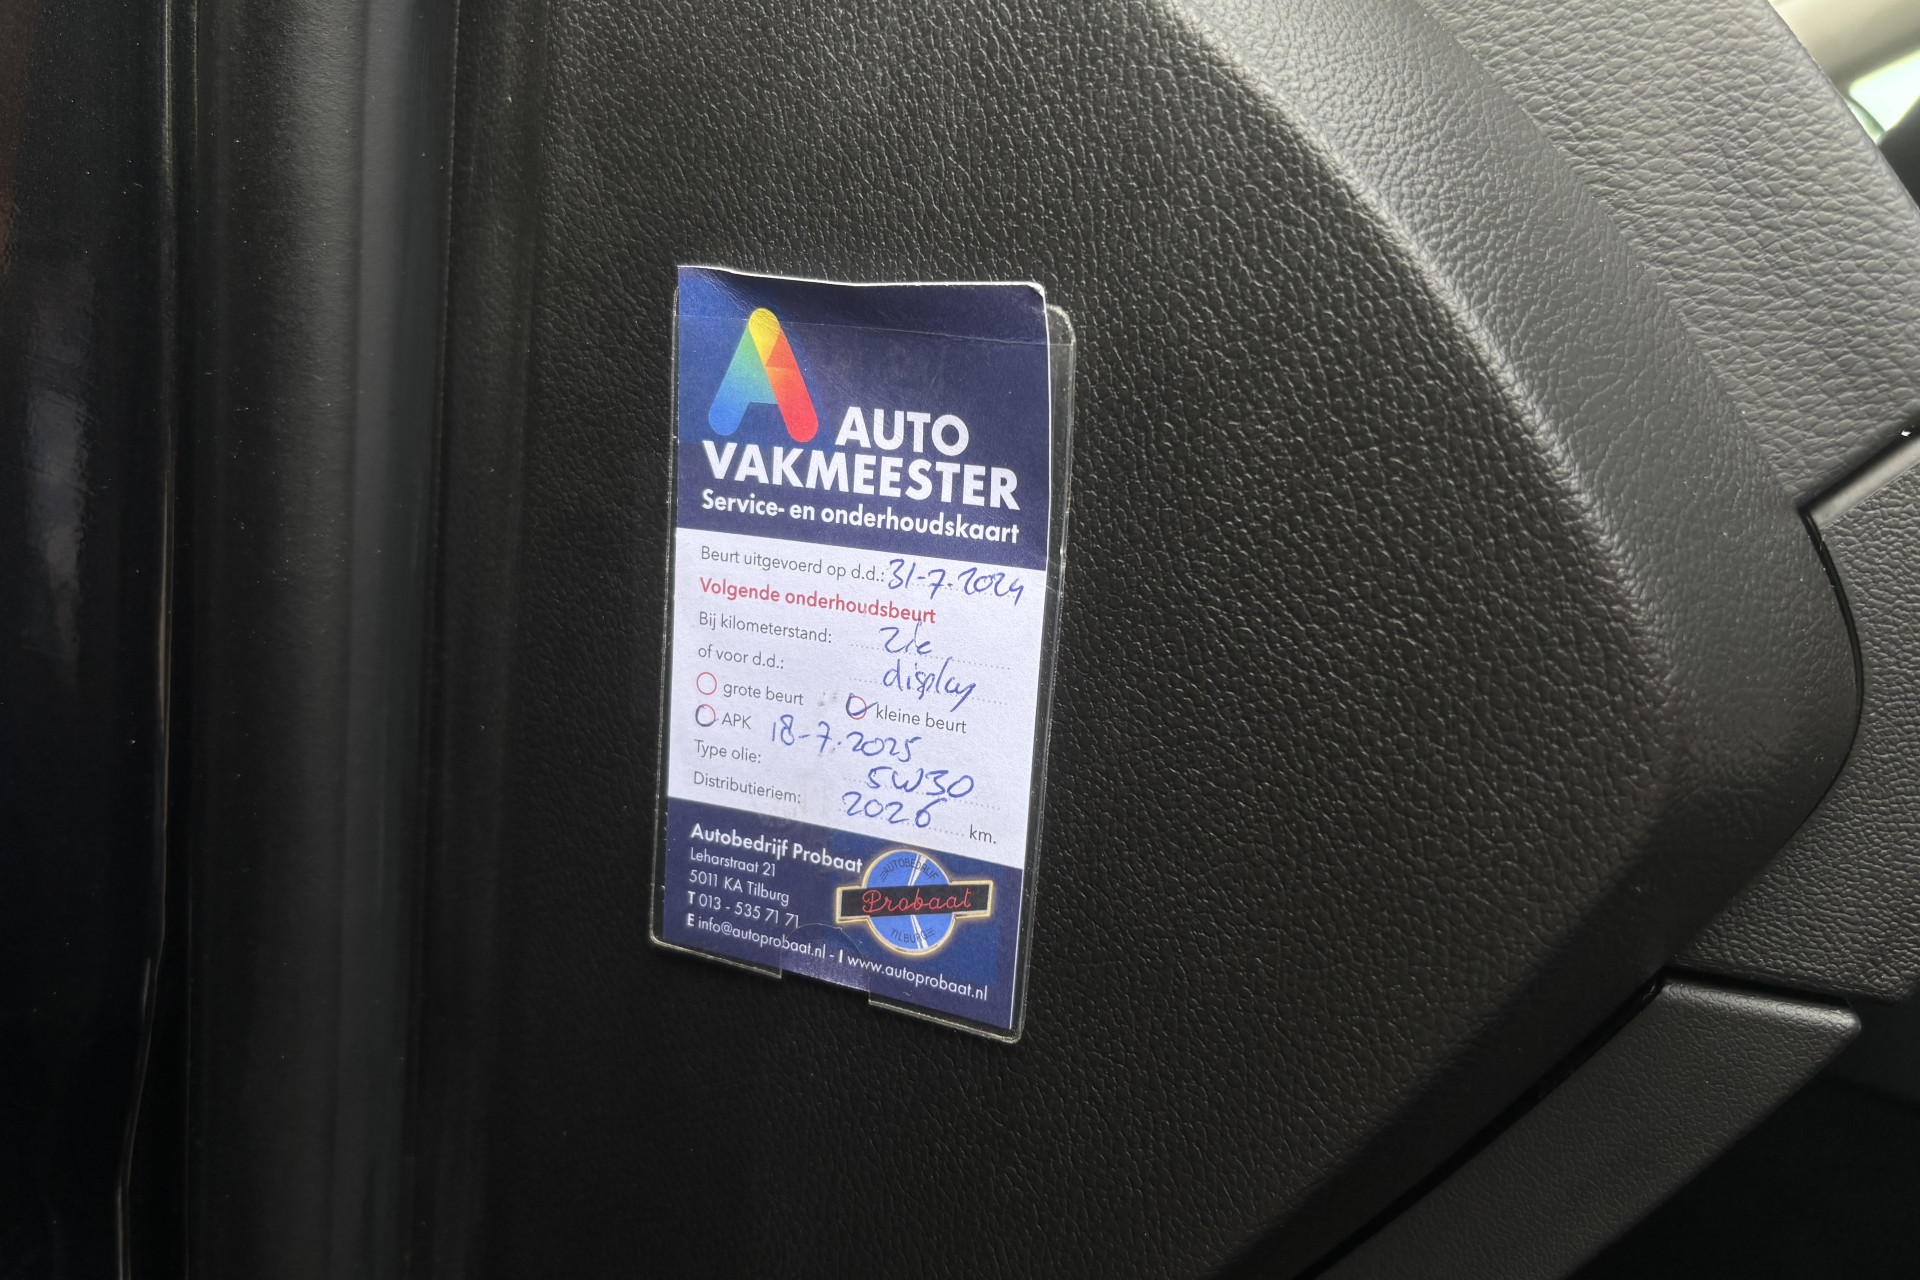 AUTO
VAKMEESTER
Service- en onderhoudskaart
Beurt uitgevoerd op d.d.: 31-7-2024
Volgende onderhoudsbeurt
Bij kilometerstand: zie
of voor d.d.: display
grote beurt kleine beurt
APK 18-7-2025
Type olie: 5W30
Distributieriem: 2026 km.
Autobedrijf Probaat
Leharstraat 21
5011 KA Tilburg
T 013 - 535 71 71
E info@autoprobaat.nl - I www.autoprobaat.nl
AUTOBEDRIJF
Probaat
TILBURG